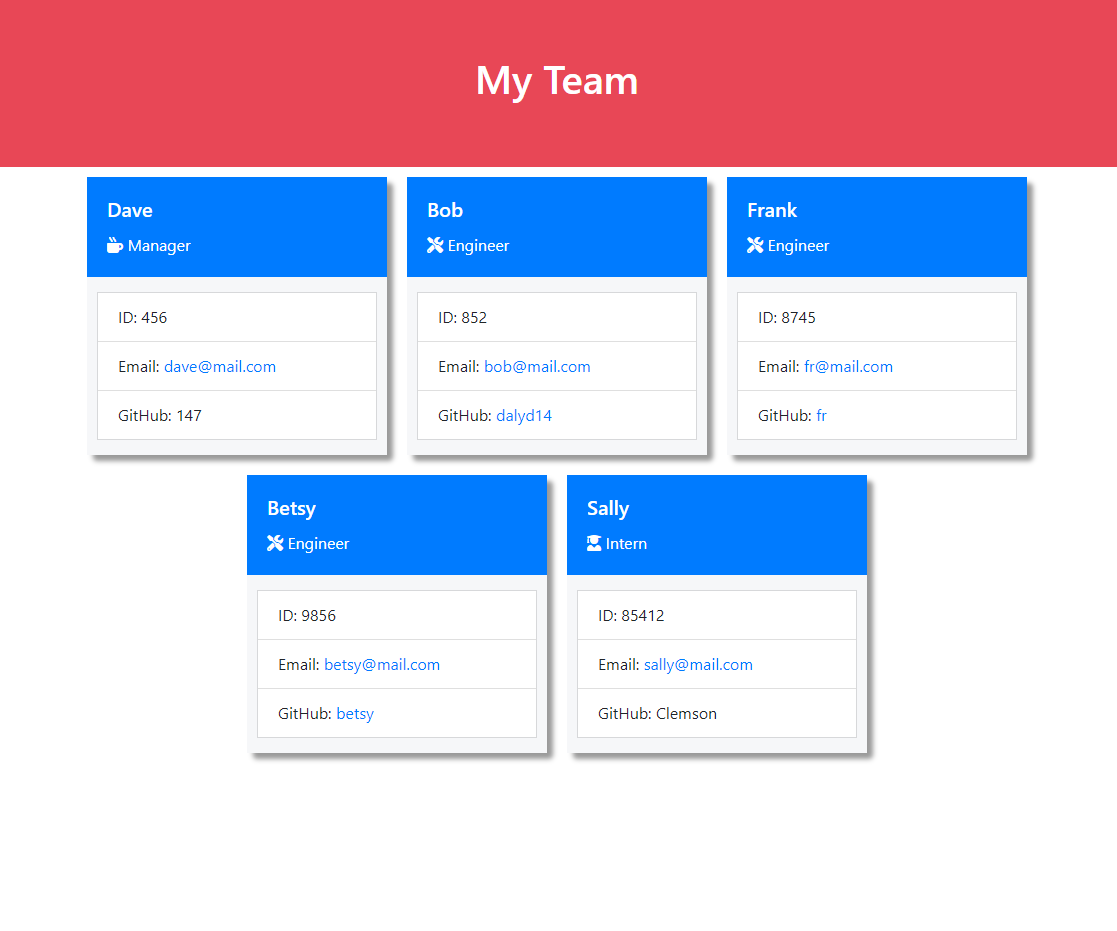 My Team
Dave
Manager
ID: 456
Email: dave@mail.com
GitHub: 147
Bob
Engineer
ID: 852
Email: bob@mail.com
GitHub: dalyd14
Frank
Engineer
ID: 8745
Email: fr@mail.com
GitHub: fr
Betsy
Engineer
ID: 9856
Email: betsy@mail.com
GitHub: betsy
Sally
Intern
ID: 85412
Email: sally@mail.com
GitHub: Clemson